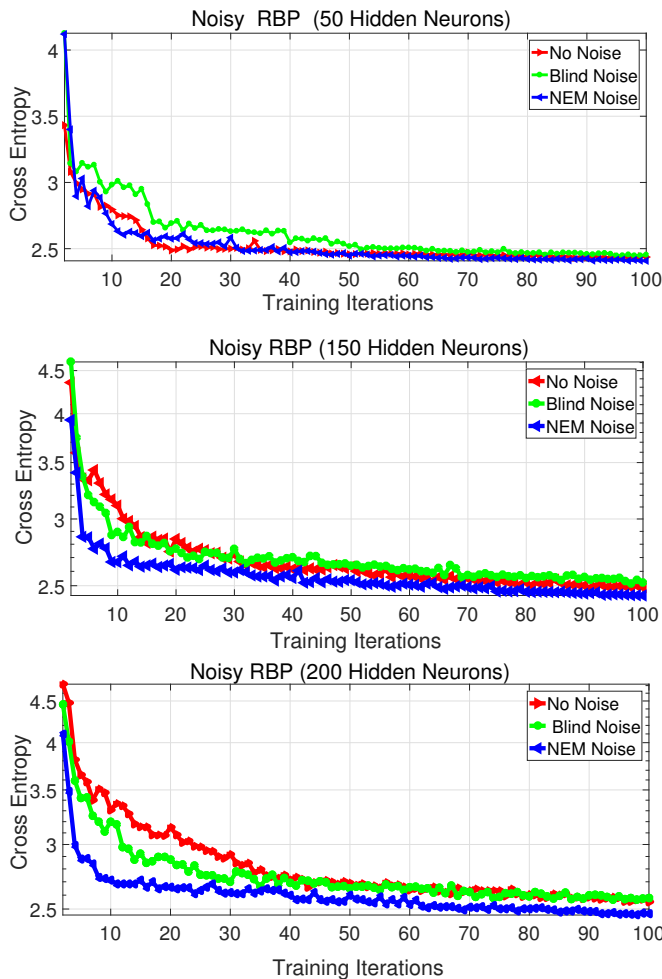 Noisy RBP (50 Hidden Neurons)
4
3.5
3
2.5
Cross Entropy
No Noise
Blind Noise
NEM Noise
10 20 30 40 50 60 70 80 90 100
Training Iterations
Noisy RBP (150 Hidden Neurons)
4.5
4
3.5
3
2.5
Cross Entropy
No Noise
Blind Noise
NEM Noise
10 20 30 40 50 60 70 80 90 100
Training Iterations
Noisy RBP (200 Hidden Neurons)
4.5
4
3.5
3
2.5
Cross Entropy
No Noise
Blind Noise
NEM Noise
10 20 30 40 50 60 70 80 90 100
Training Iterations